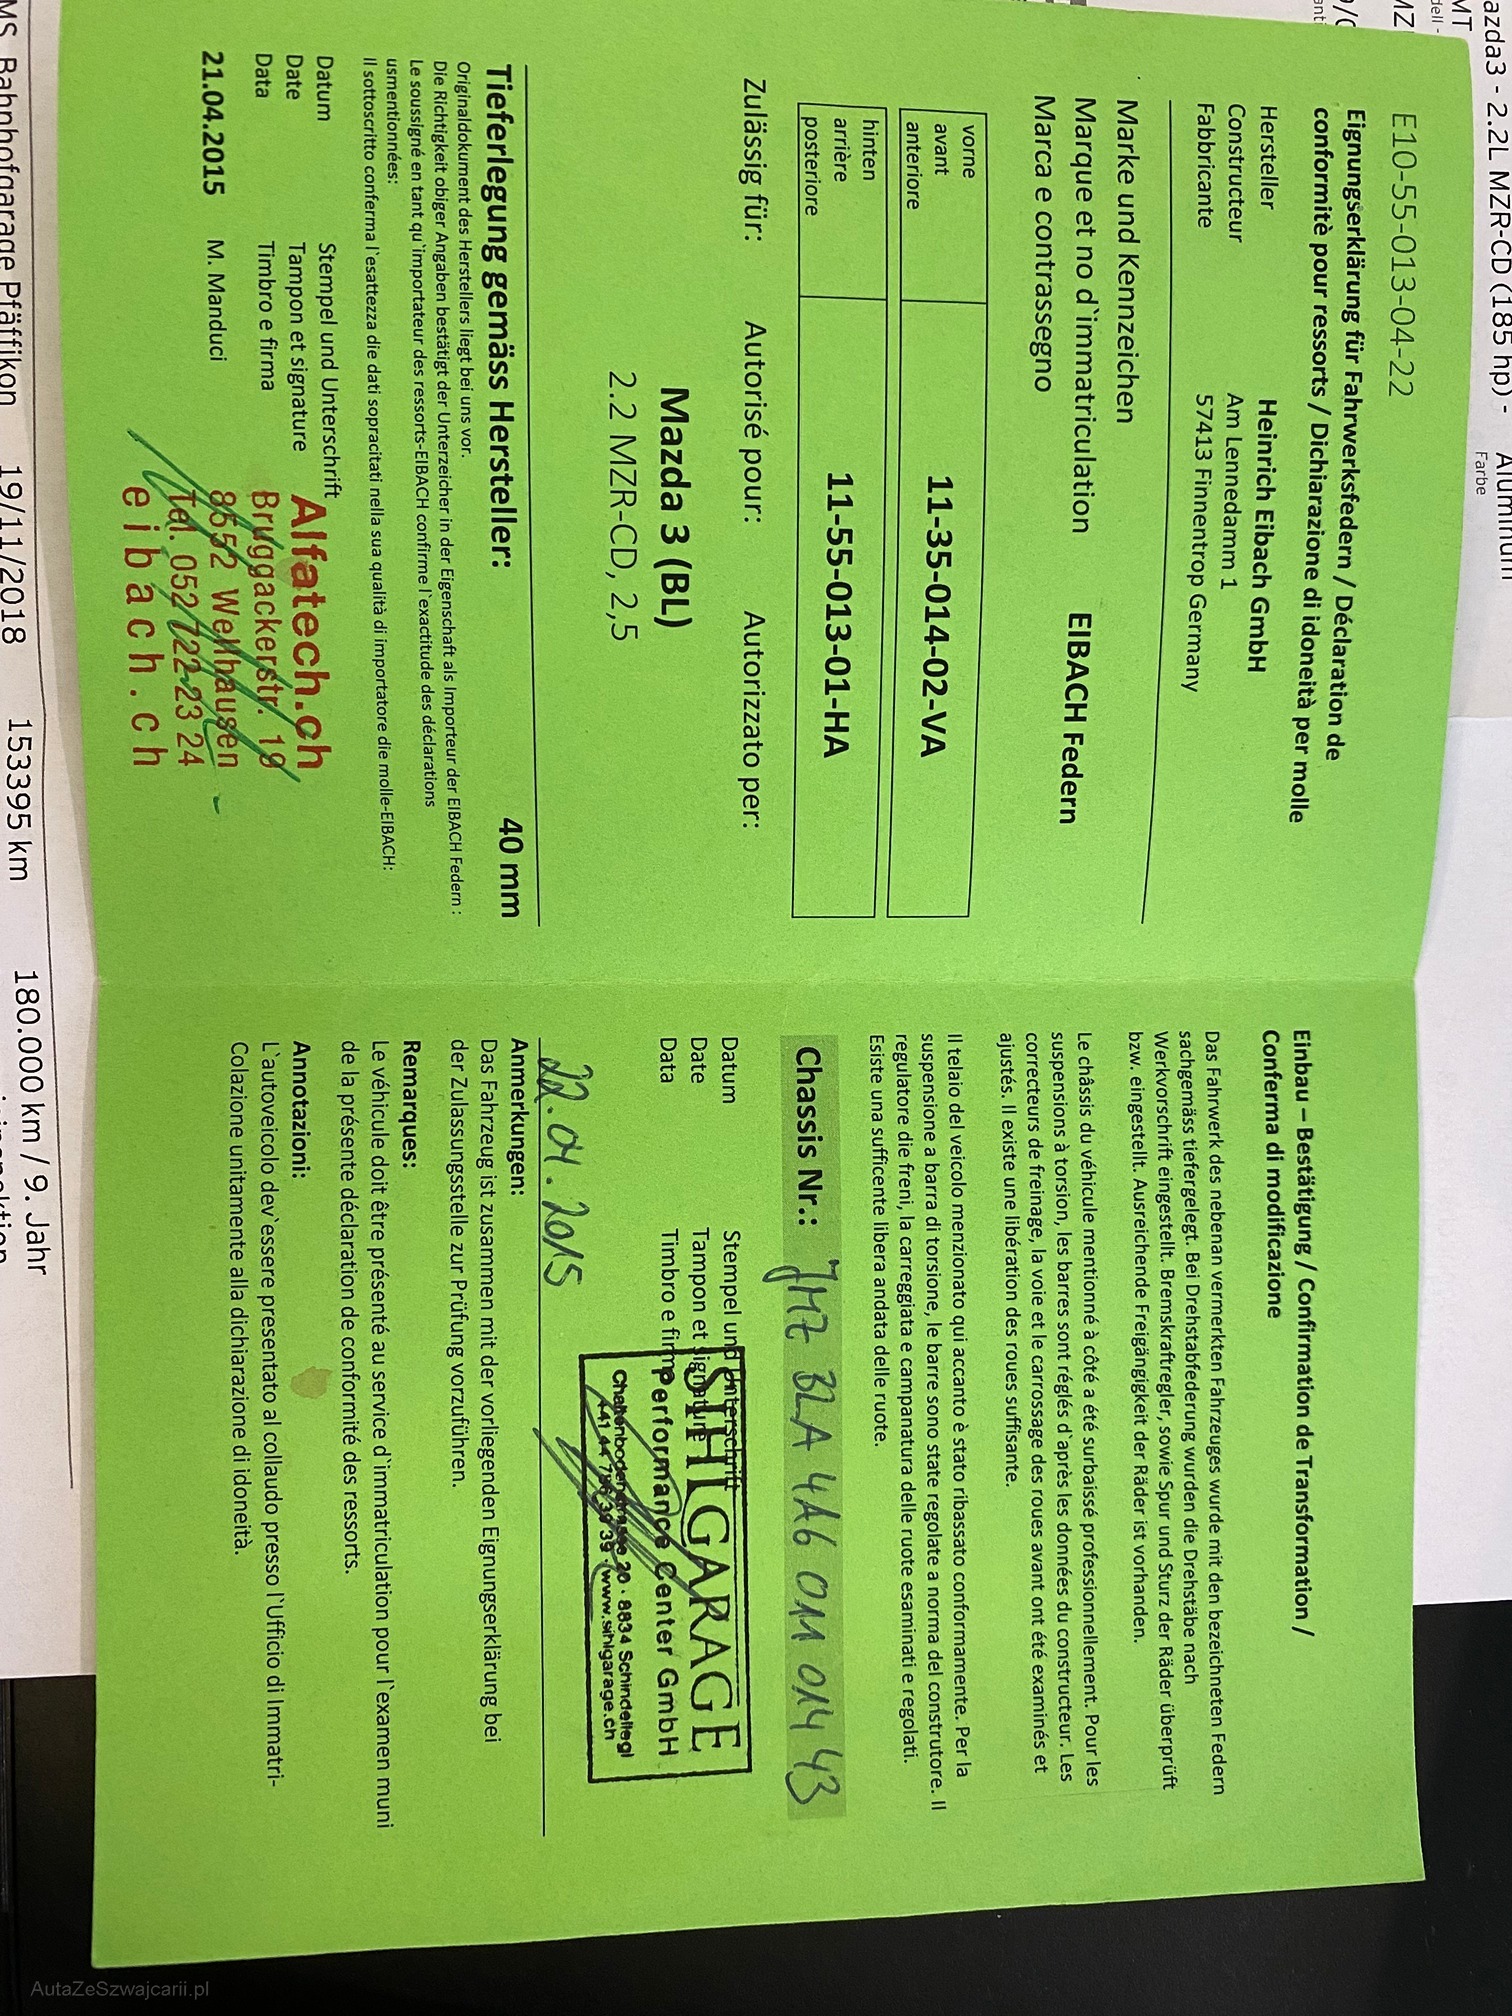 azda3 - 2.2L MZR-CD (185 hp) -
Aluminum
Farbe
MT
E10-55-013-04-22
Eignungserklärung für Fahrwerksfedern / Déclaration de
conformitè pour ressorts / Dichiarazione di idoneità per molle
Hersteller
Constructeur
Fabbricante
Heinrich Eibach GmbH
Am Lennedamm 1
57413 Finnentrop Germany
Marke und Kennzeichen
Marque et no d`immatriculation
Marca e contrassegno
EIBACH Federn
vorne
avant
anteriore
11-35-014-02-VA
hinten
arrière
posteriore
11-55-013-01-HA
Zulässig für: Autorisé pour: Autorizzato per:
Mazda 3 (BL)
2.2 MZR-CD, 2,5
Tieferlegung gemäss Hersteller: 40 mm
Originaldokument des Herstellers liegt bei uns vor.
Die Richtigkeit obiger Angaben bestätigt der Unterzeicher in der Eigenschaft als Importeur der EIBACH Federn :
Le soussigné en tant qu`importateur des ressorts-EIBACH confirme l`exactitude des déclarations
usmentionnées:
Il sottoscritto conferma l`esattezza die dati sopracitati nella sua qualità di importatore die molle-EIBACH:
Datum
Date
Data
Stempel und Unterschrift
Tampon et signature
Timbro e firma
21.04.2015 M. Manduci
Alfatech.ch
Bruggackerstr. 19
8552 Wellhausen
Tel. 052 722 23 24
eibach.ch
Einbau – Bestätigung / Confirmation de Transformation /
Conferma di modificazione
Das Fahrwerk des nebenan vermerkten Fahrzeuges wurde mit den bezeichneten Federn
sachgemäss tiefergelegt. Bei Drehstabfederung wurden die Drehstäbe nach
Werkvorschrift eingestellt. Bremskraftregler, sowie Spur und Sturz der Räder überprüft
bzw. eingestellt. Ausreichende Freigängigkeit der Räder ist vorhanden.
Le châssis du véhicule mentionné à côté a été surbaissé professionnellement. Pour les
suspensions à torsion, les barres sont réglés d`après les données du constructeur. Les
correcteurs de freinage, la voie et le carrossage des roues avant ont été examinés et
ajustés. Il existe une libération des roues suffisante.
Il telaio del veicolo menzionato qui accanto è stato ribassato conformamente. Per la
suspensione a barra di torsione, le barre sono state regolate a norma del construtore. Il
regulatore die freni, la carreggiata e campanatura delle ruote esaminati e regolati.
Esiste una sufficente libera andata delle ruote.
Chassis Nr.: JMZ BLA 4A6 011 014 43
Datum
Date
Data
Stempel und Unterschrift
Tampon et signature
Timbro e firma
22.04.2015
SIHLGARAGE
Performance Center GmbH
20 · 8834 Schindellegi
www.sihlgarage.ch
Anmerkungen:
Das Fahrzeug ist zusammen mit der vorliegenden Eignungserklärung bei
der Zulassungsstelle zur Prüfung vorzuführen.
Remarques:
Le véhicule doit être présenté au service d`immatriculation pour l`examen muni
de la présente déclaration de conformité des ressorts.
Annotazioni:
L`autoveicolo dev`essere presentato al collaudo presso l`Ufficio di Immatri-
Colazione unitamente alla dichiarazione di idoneità.
MS Bahnhofgarage Pfäffikon 19/11/2018 153395 km 180.000 km / 9. Jahr
AutaZeSzwajcarii.pl